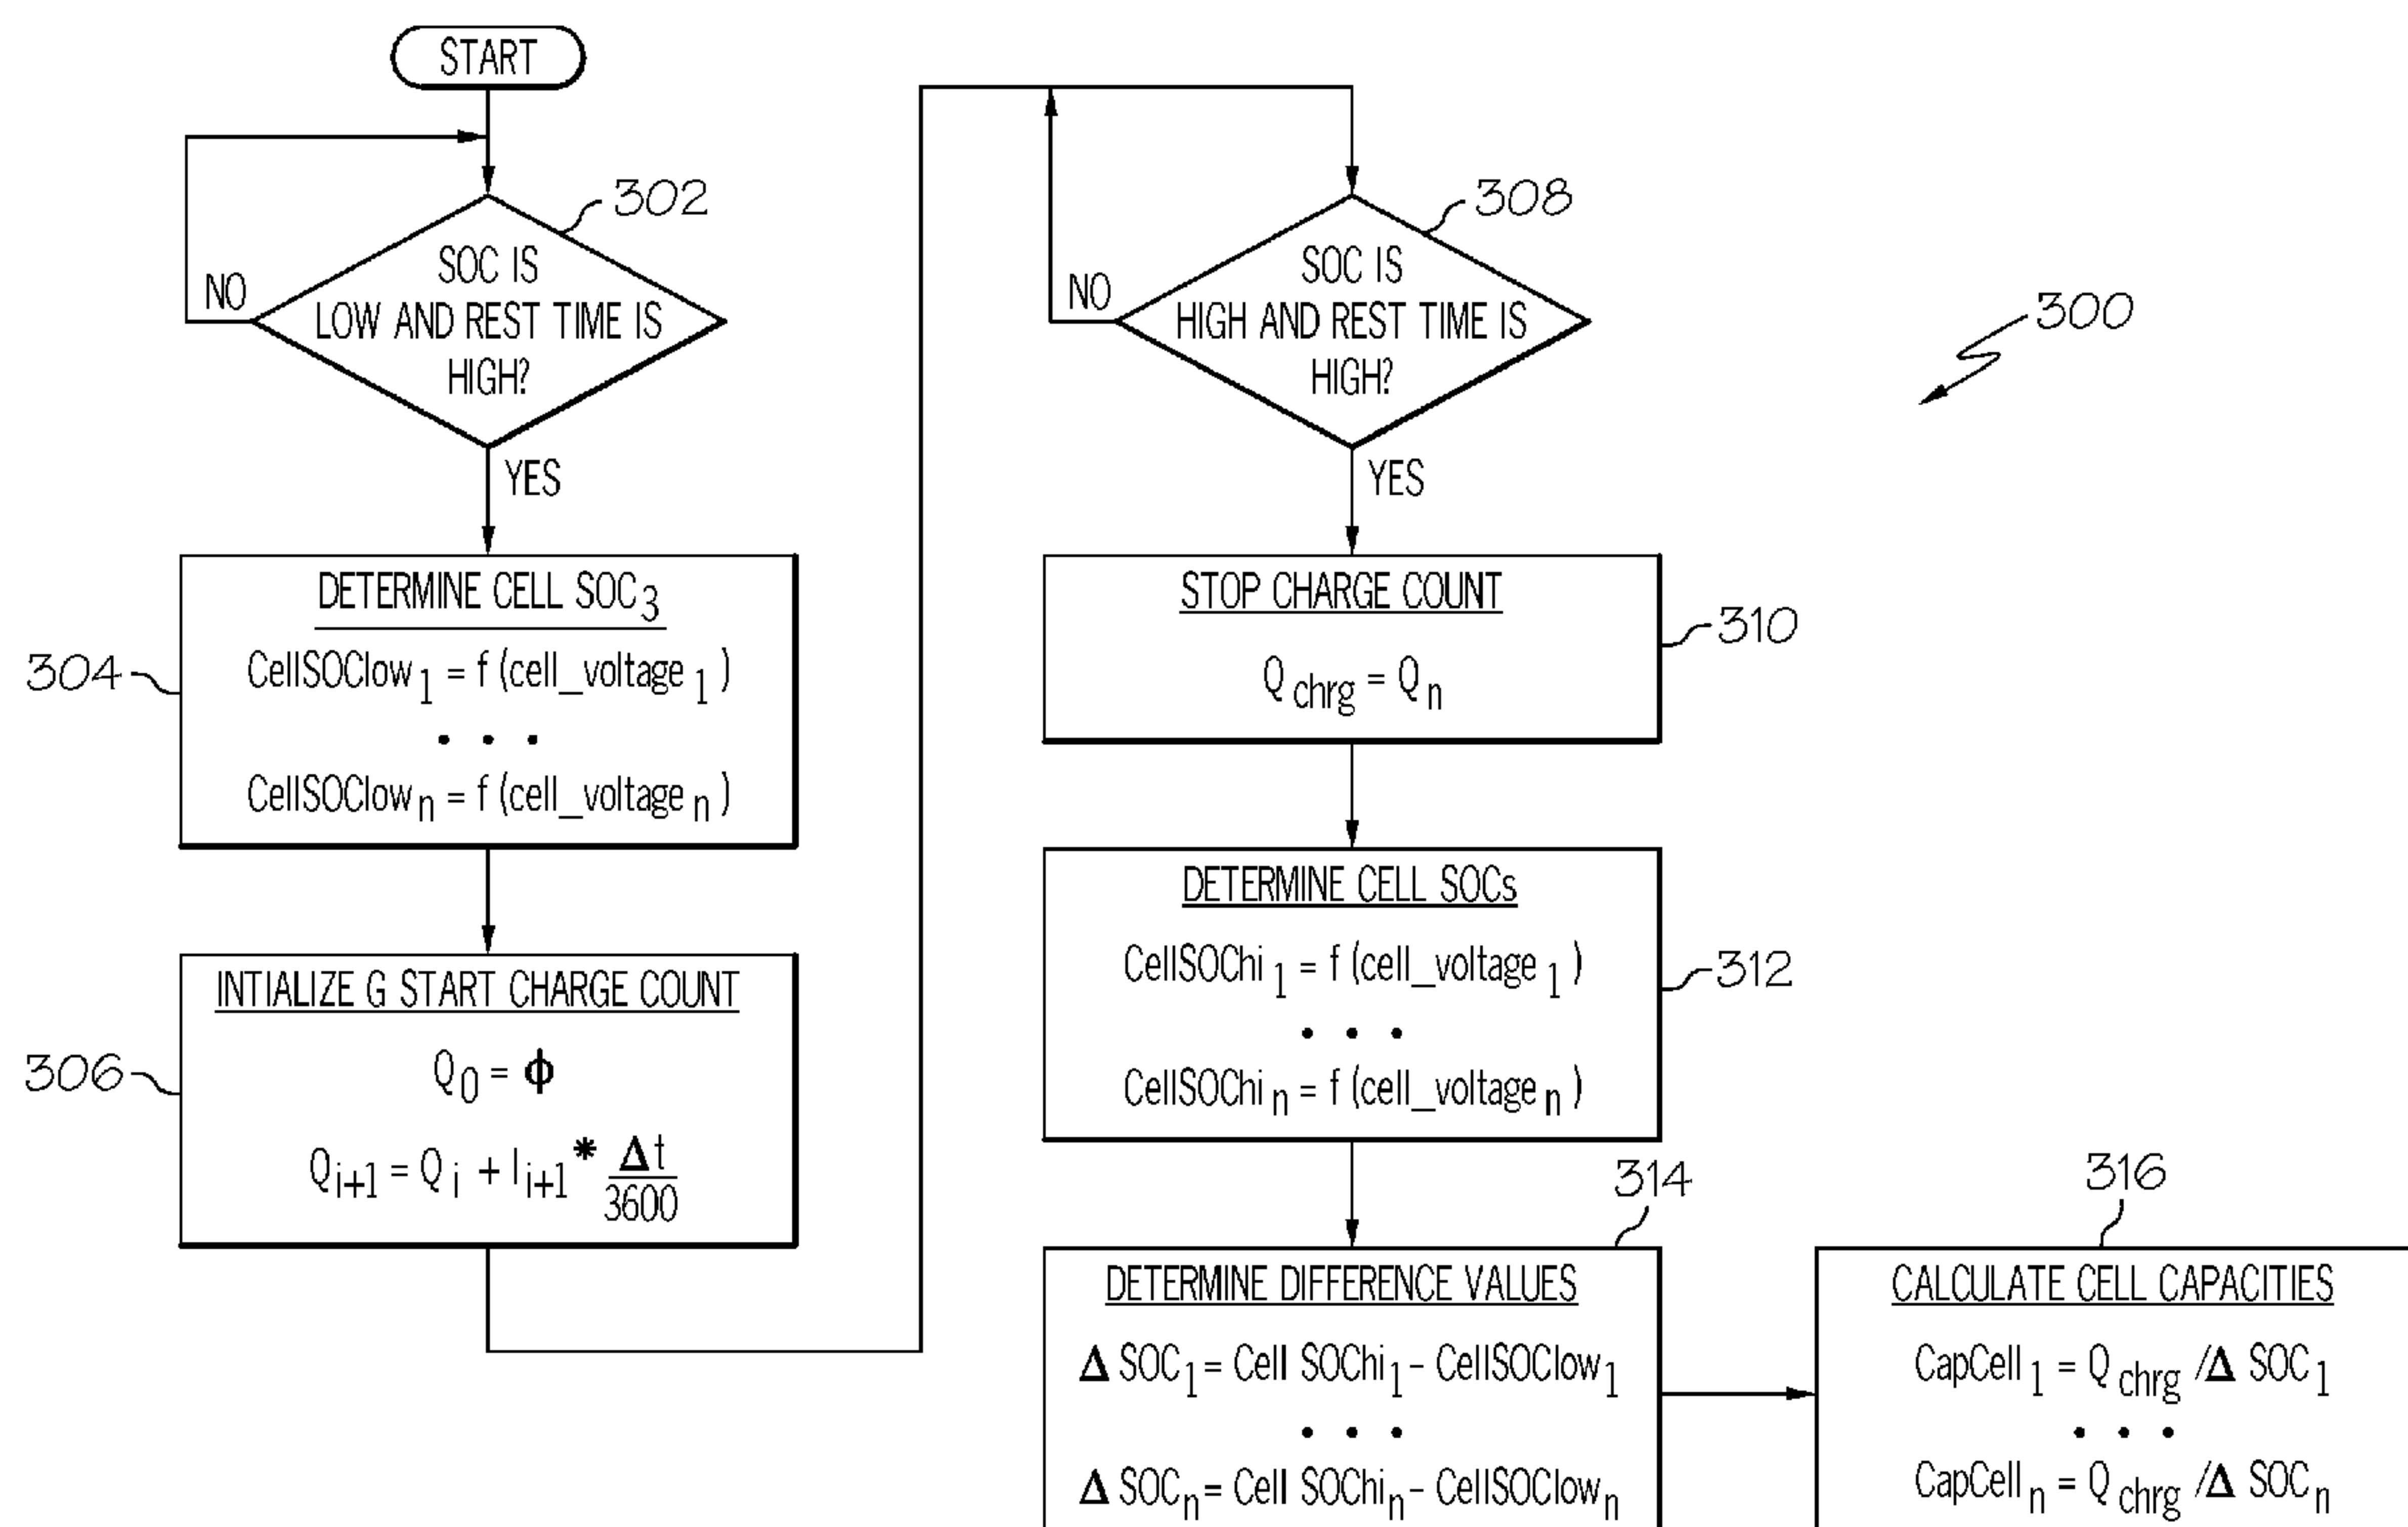 START
302
SOC IS
LOW AND REST TIME IS
HIGH?
NO
YES
304
DETERMINE CELL SOC3
CellSOClow1 = f (cell_voltage1)
• • •
CellSOClown = f (cell_voltagen)
306
INTIALIZE G START CHARGE COUNT
Q0 = ϕ
Qi+1 = Qi + Ii+1 * Δt/3600
308
SOC IS
HIGH AND REST TIME IS
HIGH?
NO
YES
300
STOP CHARGE COUNT
Qchrg = Qn
310
DETERMINE CELL SOCs
CellSOChi1 = f (cell_voltage1)
• • •
CellSOChin = f (cell_voltagen)
312
314
DETERMINE DIFFERENCE VALUES
Δ SOC1 = Cell SOChi1 - CellSOClow1
• • •
Δ SOCn = Cell SOChin - CellSOClown
316
CALCULATE CELL CAPACITIES
CapCell1 = Qchrg /Δ SOC1
• • •
CapCelln = Qchrg /Δ SOCn